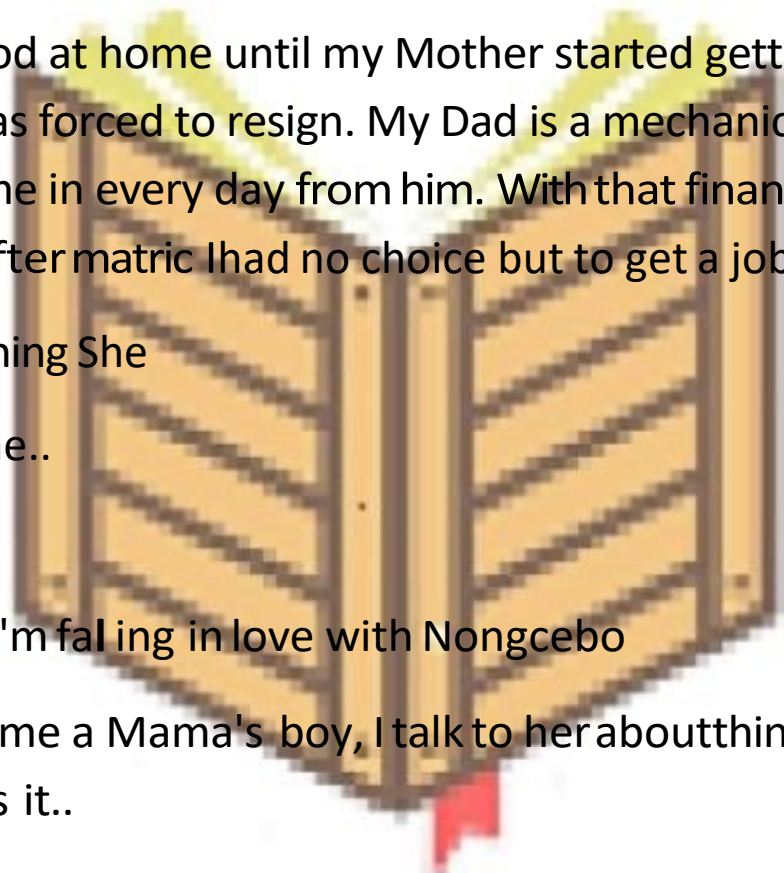 od at home until my Mother started gett
as forced to resign. My Dad is a mechanic
me in every day from him. With that finan
fter matric Ihad no choice but to get a job
ning She
e..
'm fal ing in love with Nongcebo
me a Mama's boy, I talk to her aboutthin
s it..